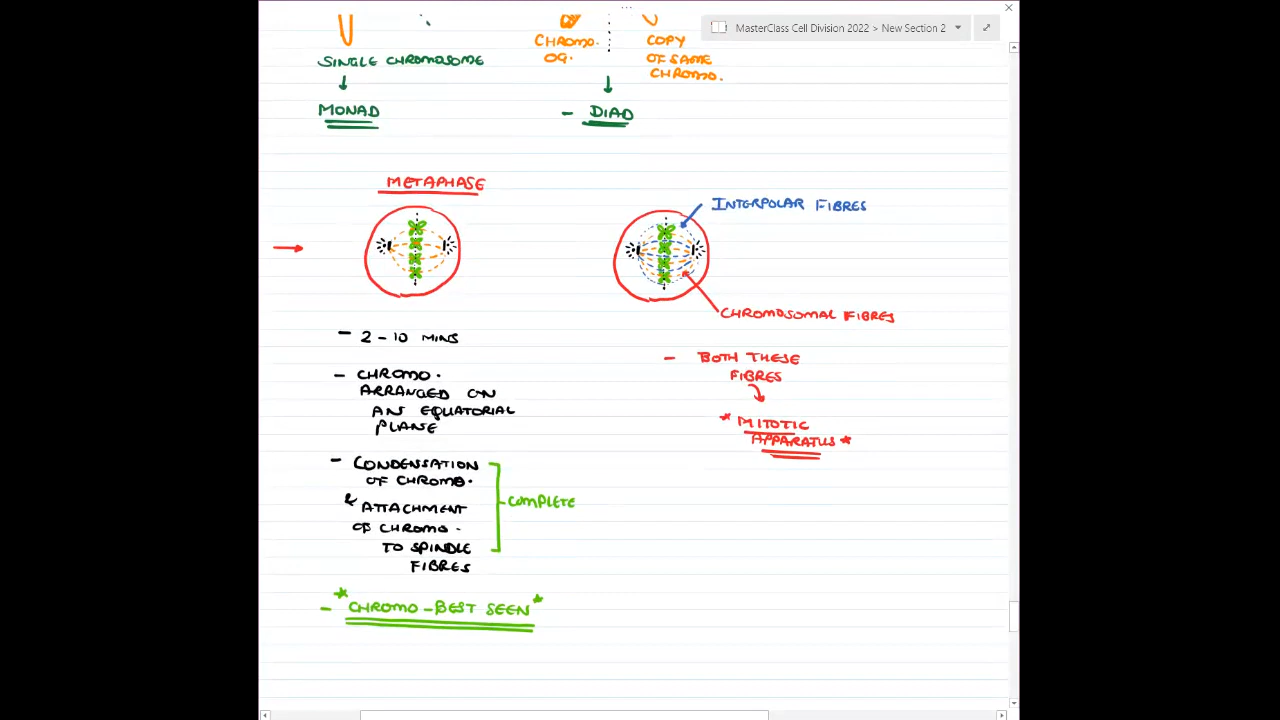 MasterClass Cell Division 2022 > New Section 2
SINGLE CHROMOSOME
MONAD
CHROMO.
OG.
COPY
OF SAME
CHROMO.
- DIAD
METAPHASE
INTERPOLAR FIBRES
CHROMOSOMAL FIBRES
- 2-10 MINS
- CHROMO.
ARRANGED ON
AN EQUATORIAL
PLANE
- CONDENSATION
OF CHROMO.
& ATTACHMENT
OF CHROMO.
TO SPINDLE
FIBRES
COMPLETE
- *CHROMO-BEST SEEN*
- BOTH THESE
FIBRES
* MITOTIC
APPARATUS *